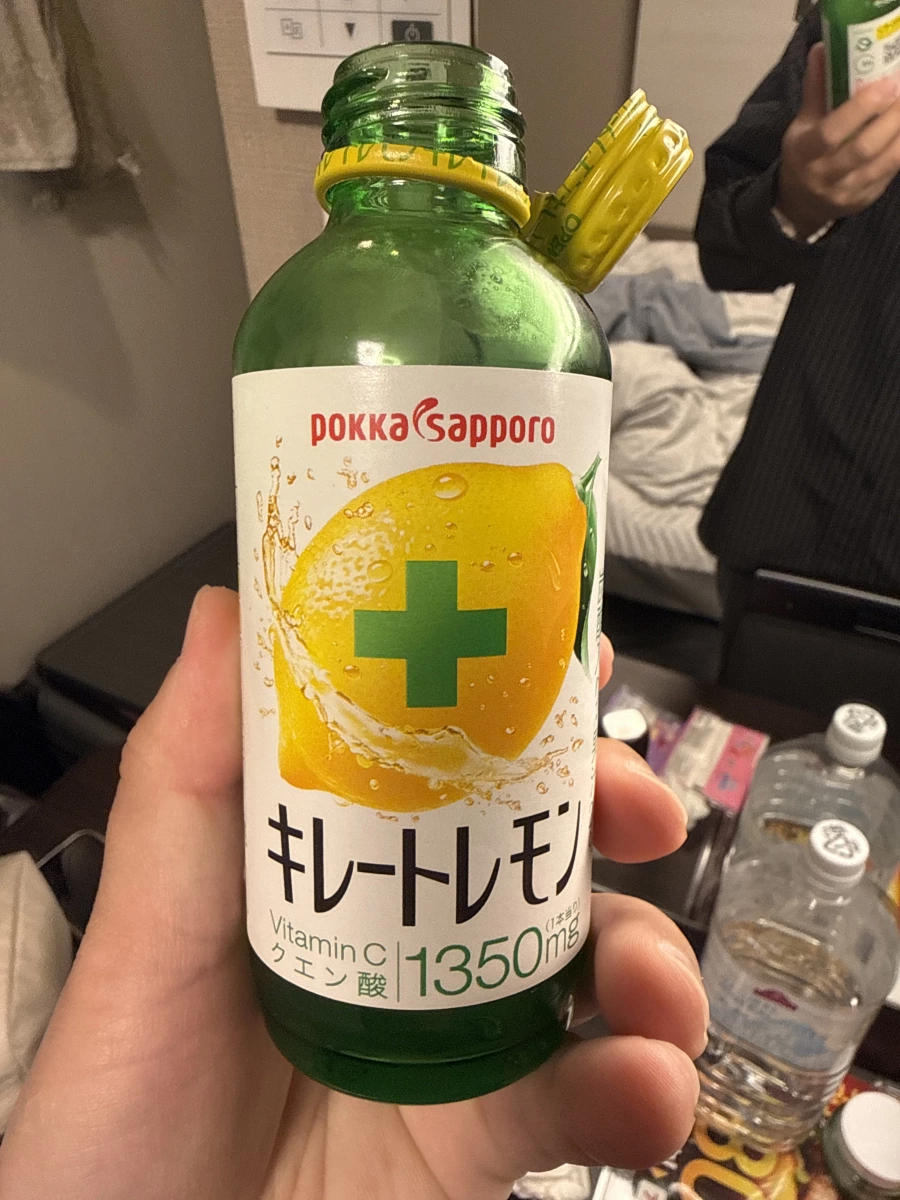 POKKA sapporo
キレートレモン
Vitamin C
クエン酸
1350mg
(1本当り)